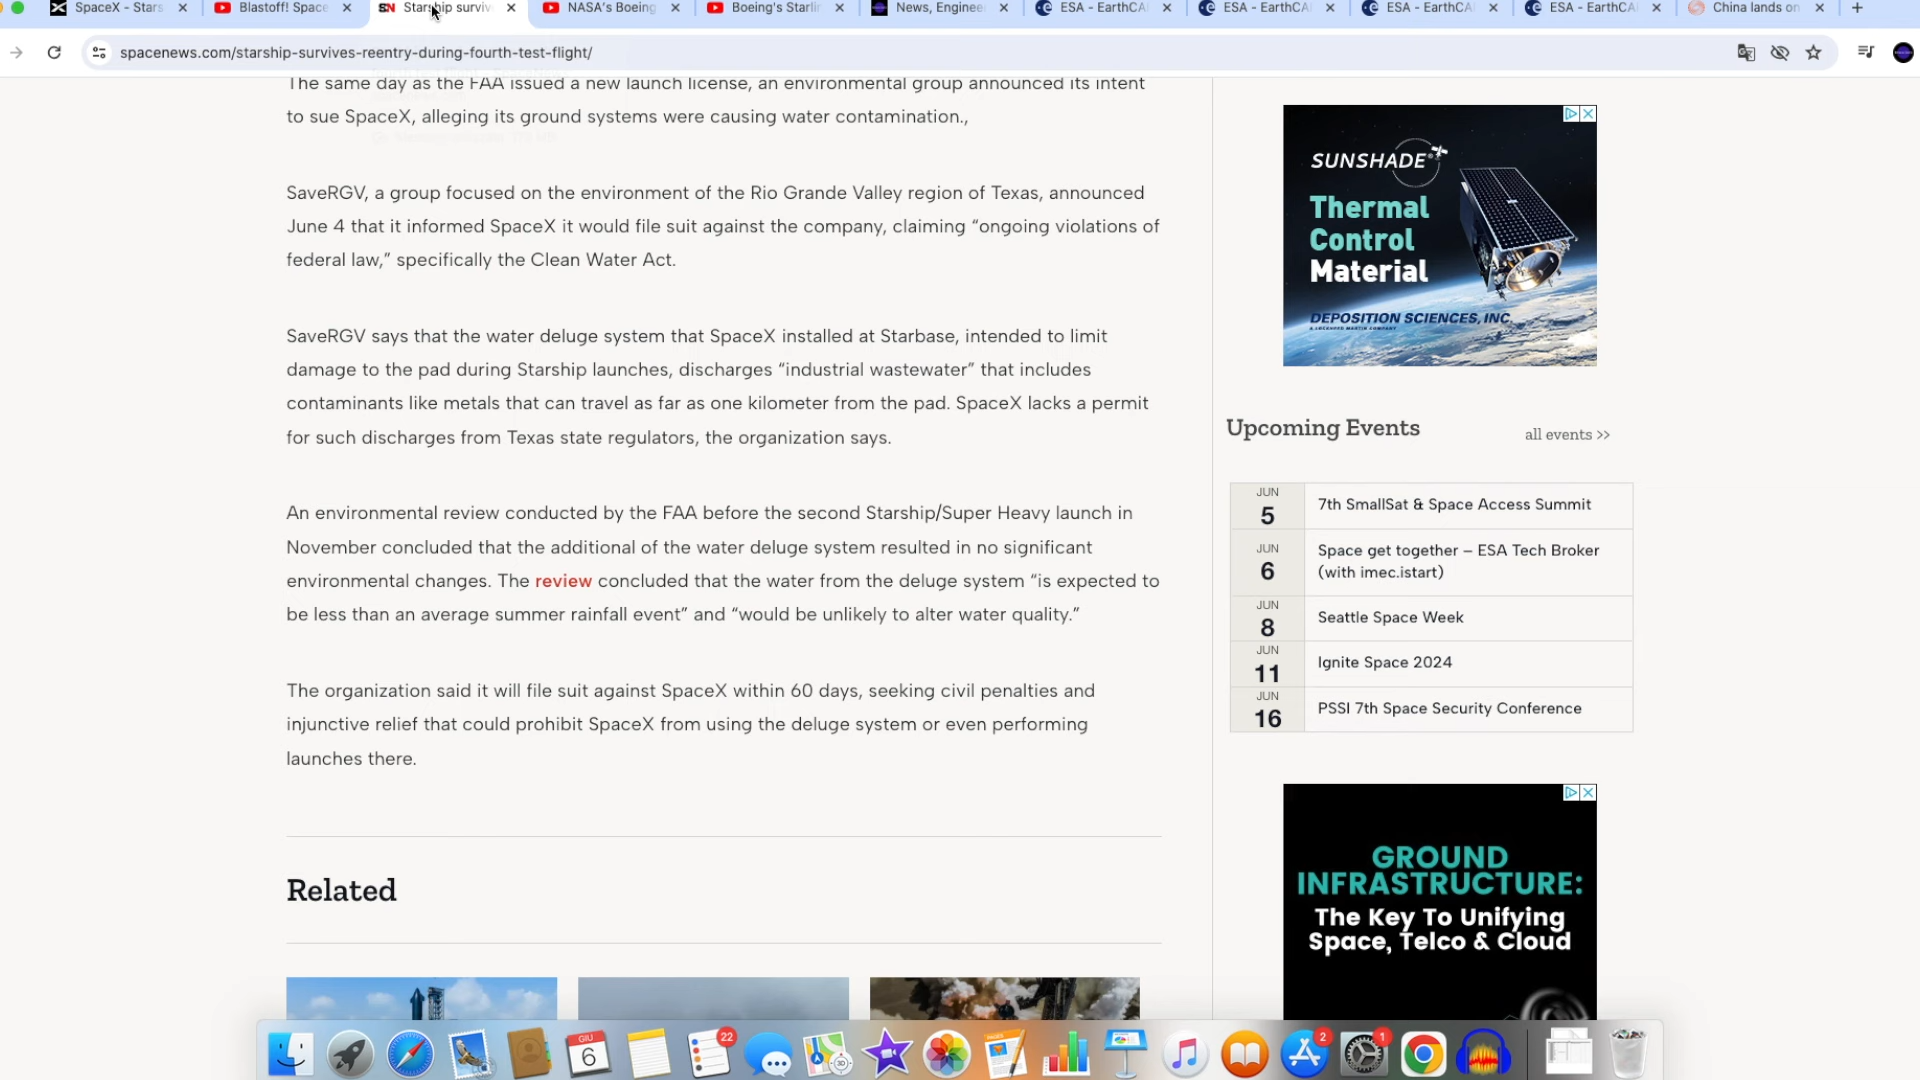 SpaceX - Stars
Blastoff! Space
SN Starship surviv
NASA's Boeing
Boeing's Starlin
News, Enginee
ESA - EarthCA
ESA - EarthCA
ESA - EarthCA
ESA - EarthCA
China lands on
spacenews.com/starship-survives-reentry-during-fourth-test-flight/
The same day as the FAA issued a new launch license, an environmental group announced its intent
to sue SpaceX, alleging its ground systems were causing water contamination.,
SaveRGV, a group focused on the environment of the Rio Grande Valley region of Texas, announced
June 4 that it informed SpaceX it would file suit against the company, claiming “ongoing violations of
federal law,” specifically the Clean Water Act.
SaveRGV says that the water deluge system that SpaceX installed at Starbase, intended to limit
damage to the pad during Starship launches, discharges “industrial wastewater” that includes
contaminants like metals that can travel as far as one kilometer from the pad. SpaceX lacks a permit
for such discharges from Texas state regulators, the organization says.
An environmental review conducted by the FAA before the second Starship/Super Heavy launch in
November concluded that the additional of the water deluge system resulted in no significant
environmental changes. The review concluded that the water from the deluge system “is expected to
be less than an average summer rainfall event” and “would be unlikely to alter water quality.”
The organization said it will file suit against SpaceX within 60 days, seeking civil penalties and
injunctive relief that could prohibit SpaceX from using the deluge system or even performing
launches there.
Related
SUNSHADE
Thermal
Control
Material
DEPOSITION SCIENCES, INC.
A LOCKHEED MARTIN COMPANY
Upcoming Events
all events >>
JUN
5
7th SmallSat & Space Access Summit
JUN
6
Space get together – ESA Tech Broker
(with imec.istart)
JUN
8
Seattle Space Week
JUN
11
Ignite Space 2024
JUN
16
PSSI 7th Space Security Conference
GROUND
INFRASTRUCTURE:
The Key To Unifying
Space, Telco & Cloud
GIU
6
22
3D
2
1